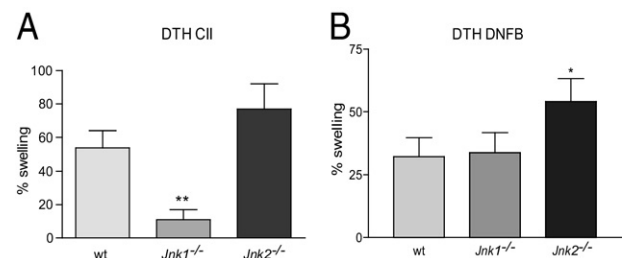 A
DTH CII
% swelling
100
80
60
40
20
0
**
wt
Jnk1-/-
Jnk2-/-
B
DTH DNFB
% swelling
75
50
25
0
*
wt
Jnk1-/-
Jnk2-/-